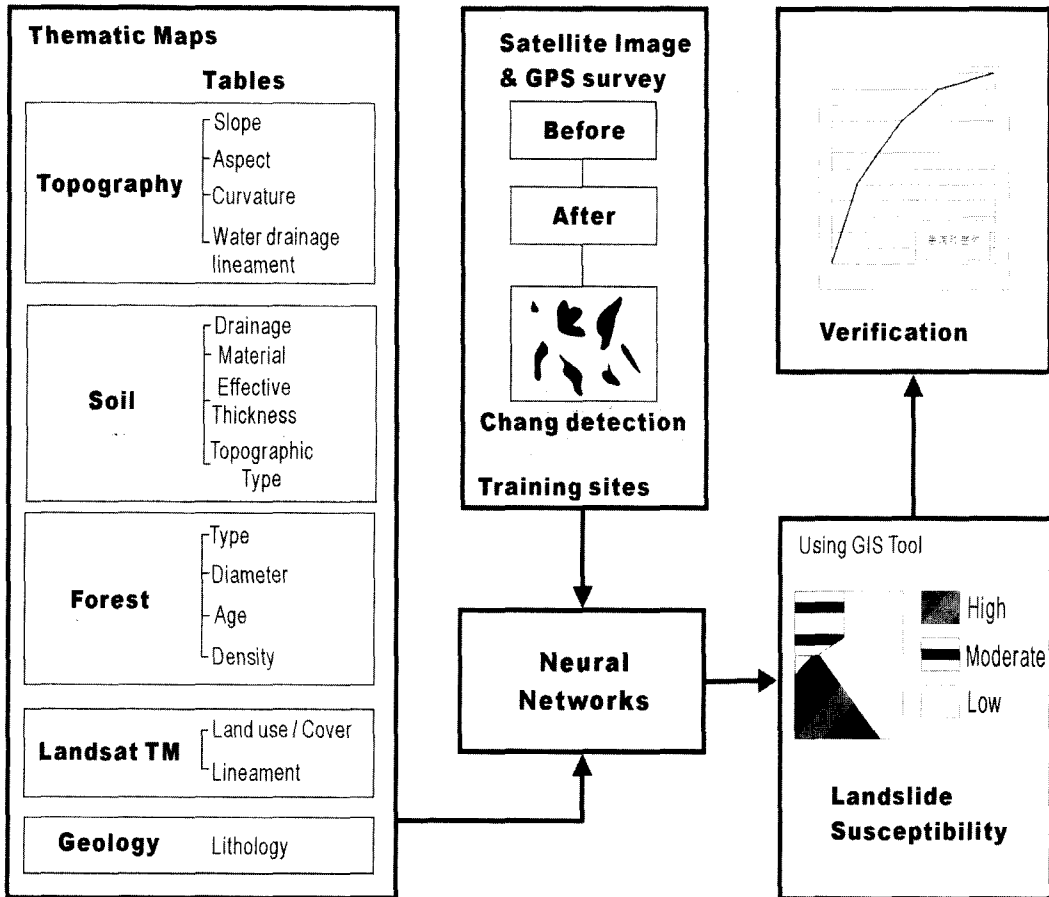 Thematic Maps
Tables
Topography
Slope
Aspect
Curvature
Water drainage
lineament
Soil
Drainage
Material
Effective
Thickness
Topographic
Type
Forest
Type
Diameter
Age
Density
Landsat TM
Land use / Cover
Lineament
Geology
Lithology
Satellite Image
& GPS survey
Before
After
Chang detection
Training sites
Neural
Networks
Using GIS Tool
High
Moderate
Low
Landslide
Susceptibility
Verification